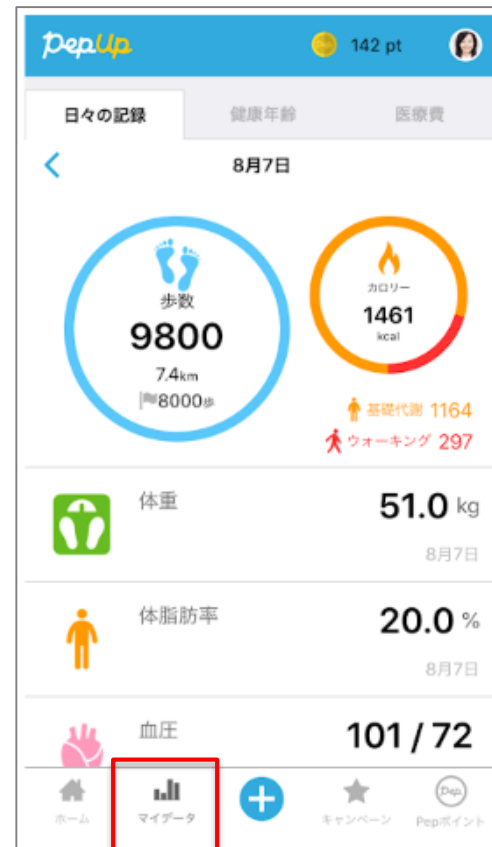 PepUp
142 pt
日々の記録 健康年齢 医療費
8月7日
歩数
9800
7.4km
8000歩
カロリー
1461
kcal
基礎代謝 1164
ウォーキング 297
体重 51.0 kg
8月7日
体脂肪率 20.0 %
8月7日
血圧 101 / 72
ホーム マイデータ キャンペーン Pep Pepポイント